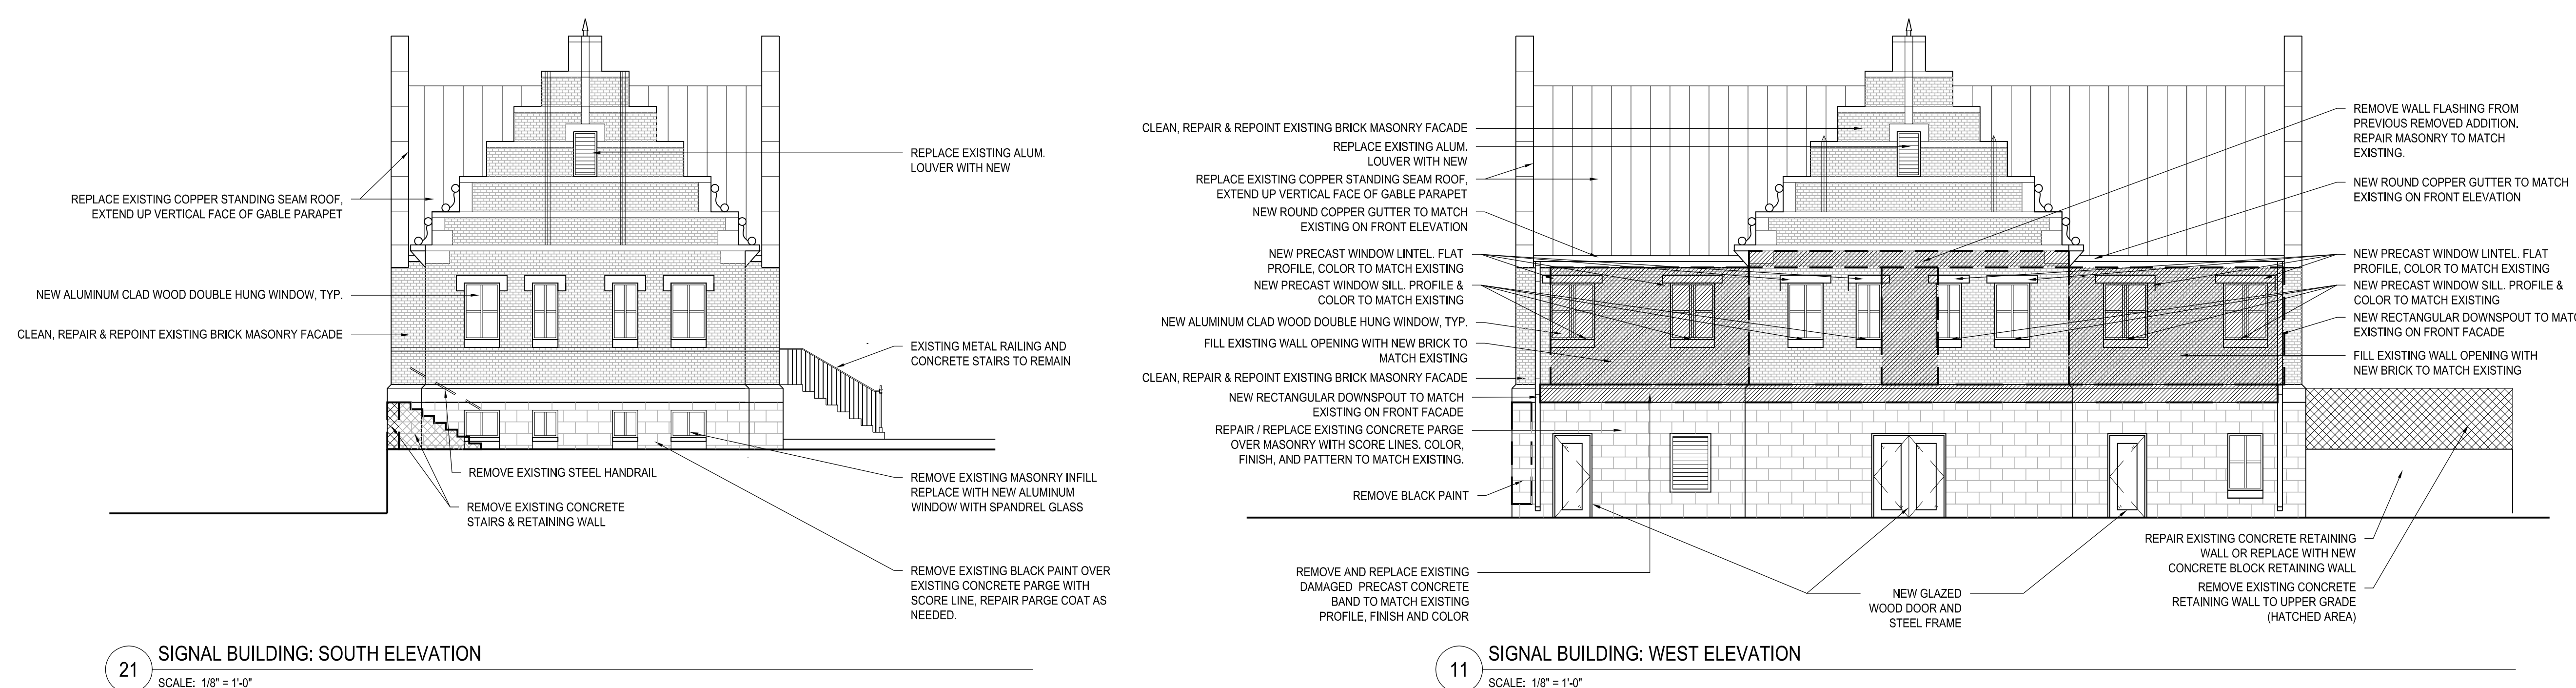 REPLACE EXISTING COPPER STANDING SEAM ROOF,
EXTEND UP VERTICAL FACE OF GABLE PARAPET
NEW ALUMINUM CLAD WOOD DOUBLE HUNG WINDOW, TYP.
CLEAN, REPAIR & REPOINT EXISTING BRICK MASONRY FACADE
REPLACE EXISTING ALUM.
LOUVER WITH NEW
EXISTING METAL RAILING AND
CONCRETE STAIRS TO REMAIN
REMOVE EXISTING STEEL HANDRAIL
REMOVE EXISTING CONCRETE
STAIRS & RETAINING WALL
REMOVE EXISTING MASONRY INFILL
REPLACE WITH NEW ALUMINUM
WINDOW WITH SPANDREL GLASS
REMOVE EXISTING BLACK PAINT OVER
EXISTING CONCRETE PARGE WITH
SCORE LINE, REPAIR PARGE COAT AS
NEEDED.
21
SIGNAL BUILDING: SOUTH ELEVATION
SCALE: 1/8" = 1'-0"
CLEAN, REPAIR & REPOINT EXISTING BRICK MASONRY FACADE
REPLACE EXISTING ALUM.
LOUVER WITH NEW
REPLACE EXISTING COPPER STANDING SEAM ROOF,
EXTEND UP VERTICAL FACE OF GABLE PARAPET
NEW ROUND COPPER GUTTER TO MATCH
EXISTING ON FRONT ELEVATION
NEW PRECAST WINDOW LINTEL. FLAT
PROFILE, COLOR TO MATCH EXISTING
NEW PRECAST WINDOW SILL. PROFILE &
COLOR TO MATCH EXISTING
NEW ALUMINUM CLAD WOOD DOUBLE HUNG WINDOW, TYP.
FILL EXISTING WALL OPENING WITH NEW BRICK TO
MATCH EXISTING
CLEAN, REPAIR & REPOINT EXISTING BRICK MASONRY FACADE
NEW RECTANGULAR DOWNSPOUT TO MATCH
EXISTING ON FRONT FACADE
REPAIR / REPLACE EXISTING CONCRETE PARGE
OVER MASONRY WITH SCORE LINES. COLOR,
FINISH, AND PATTERN TO MATCH EXISTING.
REMOVE BLACK PAINT
REMOVE AND REPLACE EXISTING
DAMAGED PRECAST CONCRETE
BAND TO MATCH EXISTING
PROFILE, FINISH AND COLOR
NEW GLAZED
WOOD DOOR AND
STEEL FRAME
REMOVE WALL FLASHING FROM
PREVIOUS REMOVED ADDITION.
REPAIR MASONRY TO MATCH
EXISTING.
NEW ROUND COPPER GUTTER TO MATCH
EXISTING ON FRONT ELEVATION
NEW PRECAST WINDOW LINTEL. FLAT
PROFILE, COLOR TO MATCH EXISTING
NEW PRECAST WINDOW SILL. PROFILE &
COLOR TO MATCH EXISTING
NEW RECTANGULAR DOWNSPOUT TO MATC
EXISTING ON FRONT FACADE
FILL EXISTING WALL OPENING WITH
NEW BRICK TO MATCH EXISTING
REPAIR EXISTING CONCRETE RETAINING
WALL OR REPLACE WITH NEW
CONCRETE BLOCK RETAINING WALL
REMOVE EXISTING CONCRETE
RETAINING WALL TO UPPER GRADE
(HATCHED AREA)
11
SIGNAL BUILDING: WEST ELEVATION
SCALE: 1/8" = 1'-0"